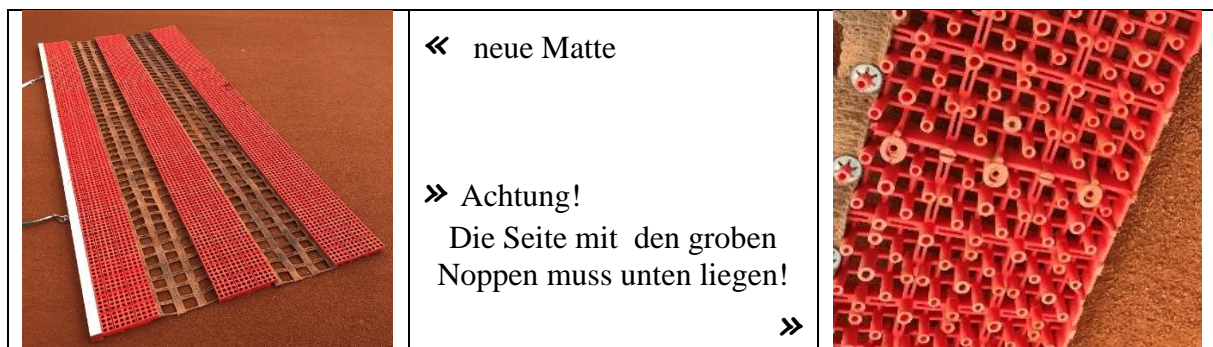 « neue Matte
» Achtung!
Die Seite mit den groben
Noppen muss unten liegen!
»